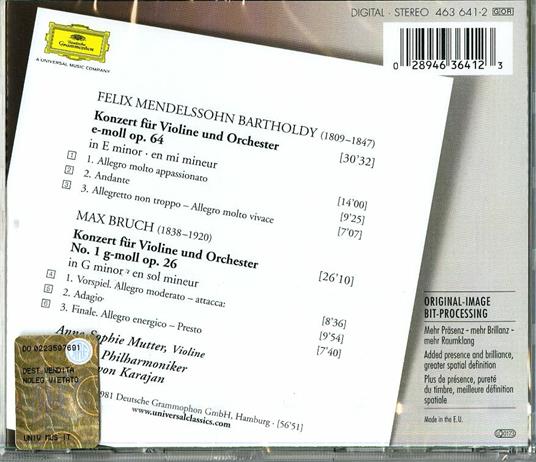 DIGITAL · STEREO 463 641-2 GOR
0 28946 36412 3
Deutsche
Grammophon
A UNIVERSAL MUSIC COMPANY
FELIX MENDELSSOHN BARTHOLDY (1809–1847)
Konzert für Violine und Orchester
e-moll op. 64 [30'32]
in E minor · en mi mineur
1 1. Allegro molto appassionato [14'00]
2 2. Andante [9'25]
3 3. Allegretto non troppo – Allegro molto vivace [7'07]
MAX BRUCH (1838–1920)
Konzert für Violine und Orchester
No. 1 g-moll op. 26 [26'10]
in G minor · en sol mineur
4 1. Vorspiel. Allegro moderato – attacca: [8'36]
5 2. Adagio [9'54]
6 3. Finale. Allegro energico – Presto [7'40]
Anne-Sophie Mutter, Violine
Philharmoniker
von Karajan
1981 Deutsche Grammophon GmbH, Hamburg · [56'51]
www.universalclassics.com
DO 0223507691
DEST. VENDITA
NOLEG. VIETATO
UNIV MUS IT
ORIGINAL-IMAGE
BIT-PROCESSING
Mehr Präsenz – mehr Brillanz –
mehr Raumklang
Added presence and brilliance,
greater spatial definition
Plus de présence, pureté
du timbre, meilleure définition
spatiale
Made in the E.U.